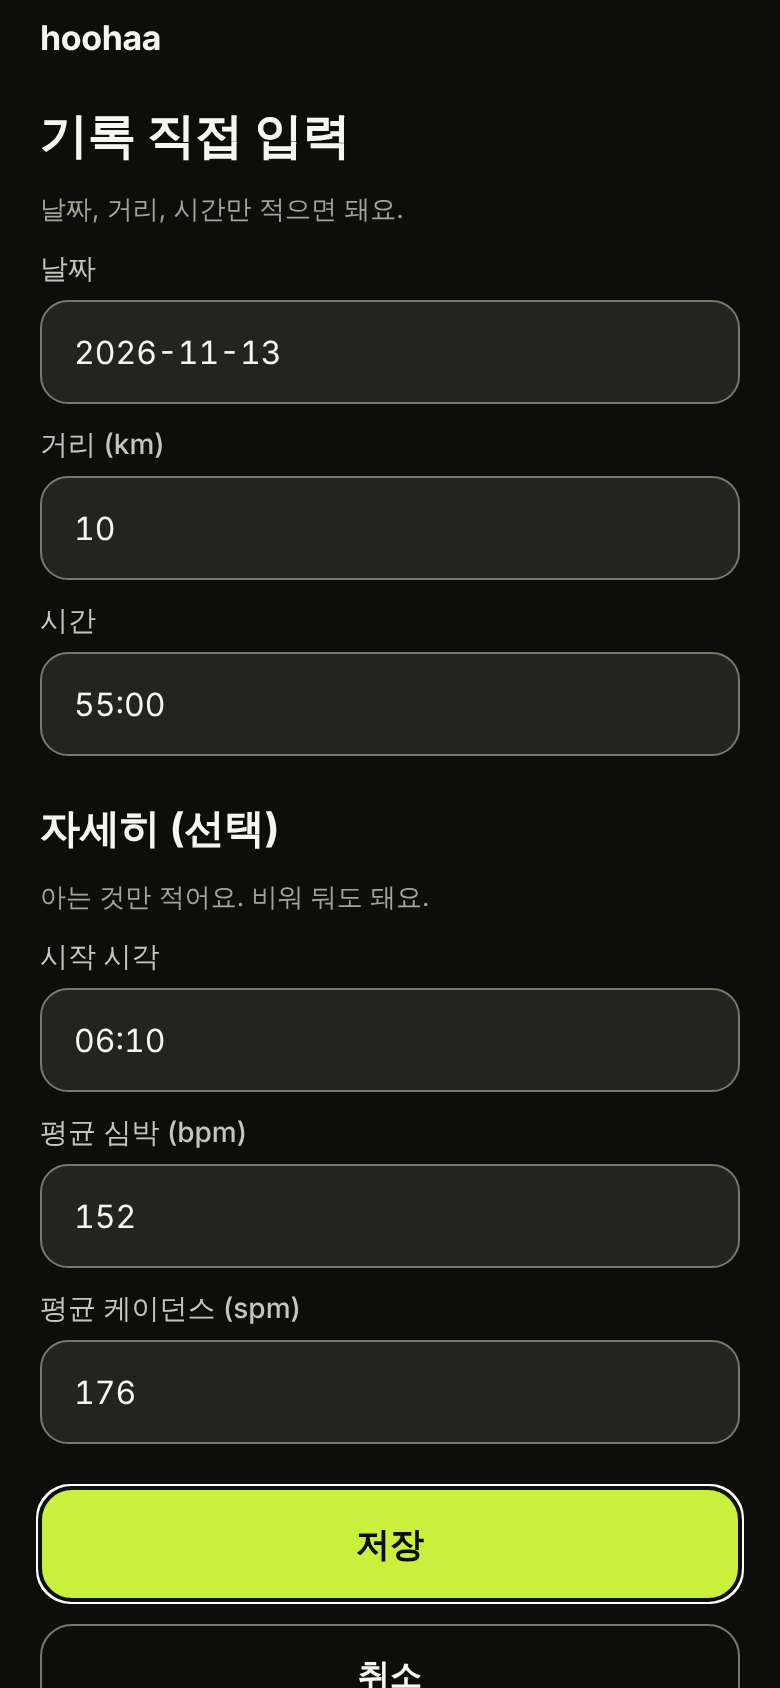 hoohaa
기록 직접 입력
날짜, 거리, 시간만 적으면 돼요.
날짜
2026-11-13
거리 (km)
10
시간
55:00
자세히 (선택)
아는 것만 적어요. 비워 둬도 돼요.
시작 시각
06:10
평균 심박 (bpm)
152
평균 케이던스 (spm)
176
저장
취소